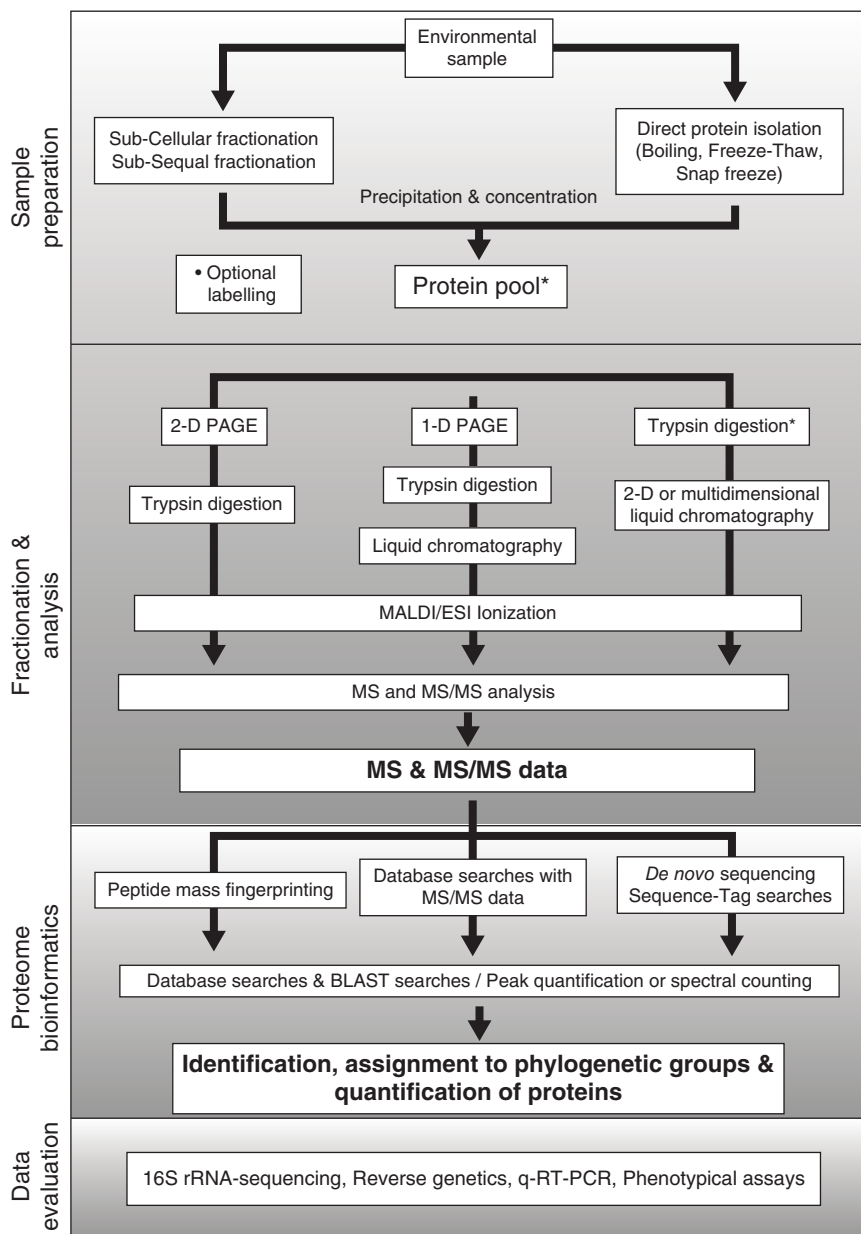 Sample
preparation
Environmental
sample
Sub-Cellular fractionation
Sub-Sequal fractionation
Direct protein isolation
(Boiling, Freeze-Thaw,
Snap freeze)
Precipitation & concentration
• Optional
labelling
Protein pool*
Fractionation &
analysis
2-D PAGE
1-D PAGE
Trypsin digestion*
Trypsin digestion
Trypsin digestion
2-D or multidimensional
liquid chromatography
Liquid chromatography
MALDI/ESI Ionization
MS and MS/MS analysis
MS & MS/MS data
Proteome
bioinformatics
Peptide mass fingerprinting
Database searches with
MS/MS data
De novo sequencing
Sequence-Tag searches
Database searches & BLAST searches / Peak quantification or spectral counting
Identification, assignment to phylogenetic groups &
quantification of proteins
Data
evaluation
16S rRNA-sequencing, Reverse genetics, q-RT-PCR, Phenotypical assays